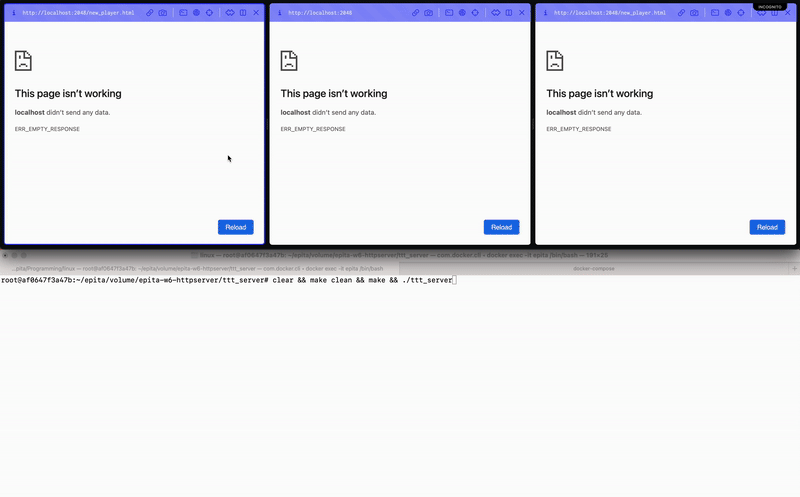 http://localhost:2048/new_player.html
http://localhost:2048
http://localhost:2048/new_player.html
INCOGNITO
This page isn't working
localhost didn't send any data.
ERR_EMPTY_RESPONSE
Reload
This page isn't working
localhost didn't send any data.
ERR_EMPTY_RESPONSE
Reload
This page isn't working
localhost didn't send any data.
ERR_EMPTY_RESPONSE
Reload
linux — root@af0647f3a47b: ~/epita/volume/epita-w6-httpserver/ttt_server — com.docker.cli ‹ docker exec -it epita /bin/bash — 191×23
...pita/Programming/linux — root@af0647f3a47b: ~/epita/volume/epita-w6-httpserver/ttt_server — com.docker.cli ‹ docker exec -it epita /bin/bash
docker-compose
root@af0647f3a47b:~/epita/volume/epita-w6-httpserver/ttt_server# clear && make clean && make && ./ttt_server